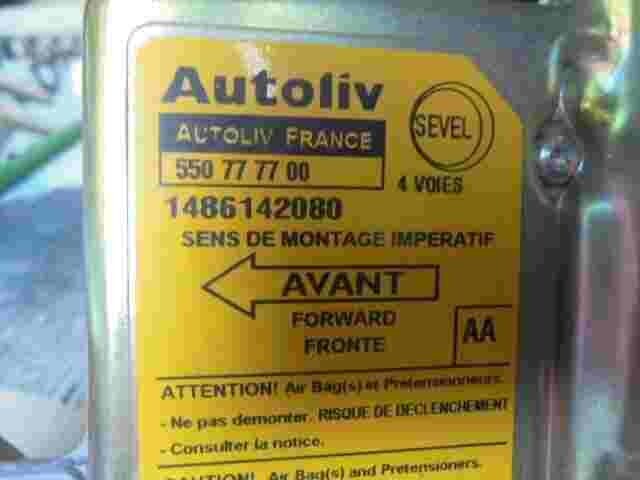 Autoliv
AUTOLIV FRANCE
SEVEL
550 77 77 00
4 VOIES
1486142080
SENS DE MONTAGE IMPERATIF
AVANT
FORWARD
FRONTE
AA
ATTENTION! Air Bag(s) et Pretensionneurs.
- Ne pas demonter. RISQUE DE DECLENCHEMENT
- Consulter la notice.
CAUTION! Air Bag(s) and Pretensioners.